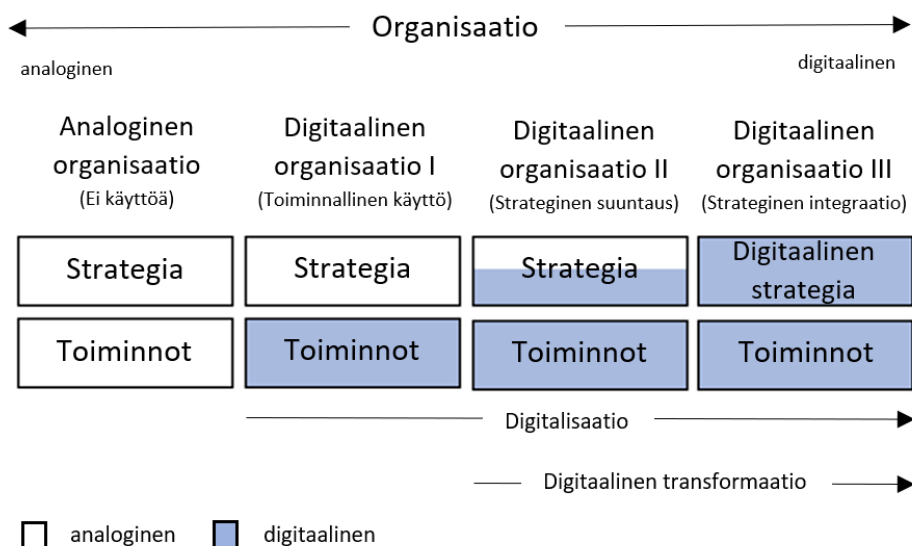 Organisaatio
analoginen
digitaalinen
Analoginen
organisaatio
(Ei käyttöä)
Digitaalinen
organisaatio I
(Toiminnallinen käyttö)
Digitaalinen
organisaatio II
(Strateginen suuntaus)
Digitaalinen
organisaatio III
(Strateginen integraatio)
Strategia
Strategia
Strategia
Digitaalinen
strategia
Toiminnot
Toiminnot
Toiminnot
Toiminnot
Digitalisaatio
Digitaalinen transformaatio
analoginen
digitaalinen